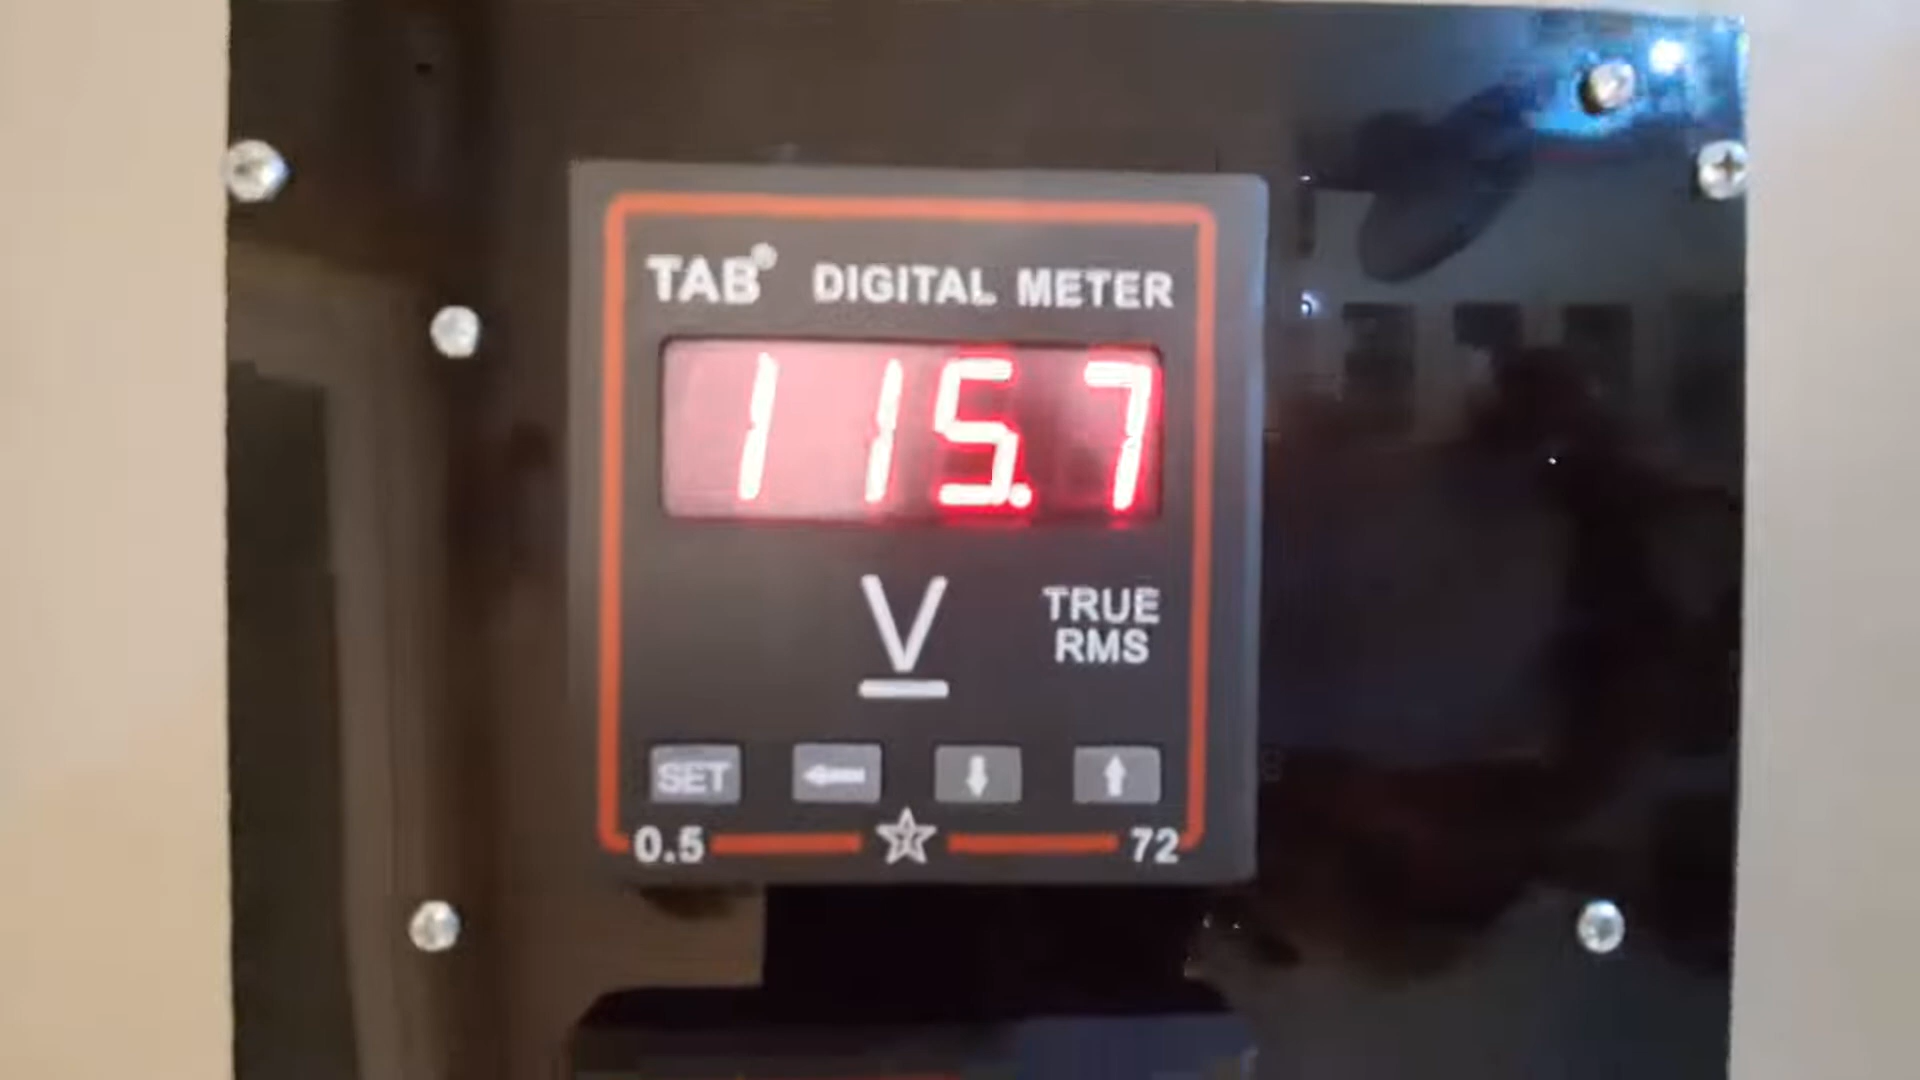 TAB® DIGITAL METER
115.7
V
TRUE
RMS
SET
0.5 72